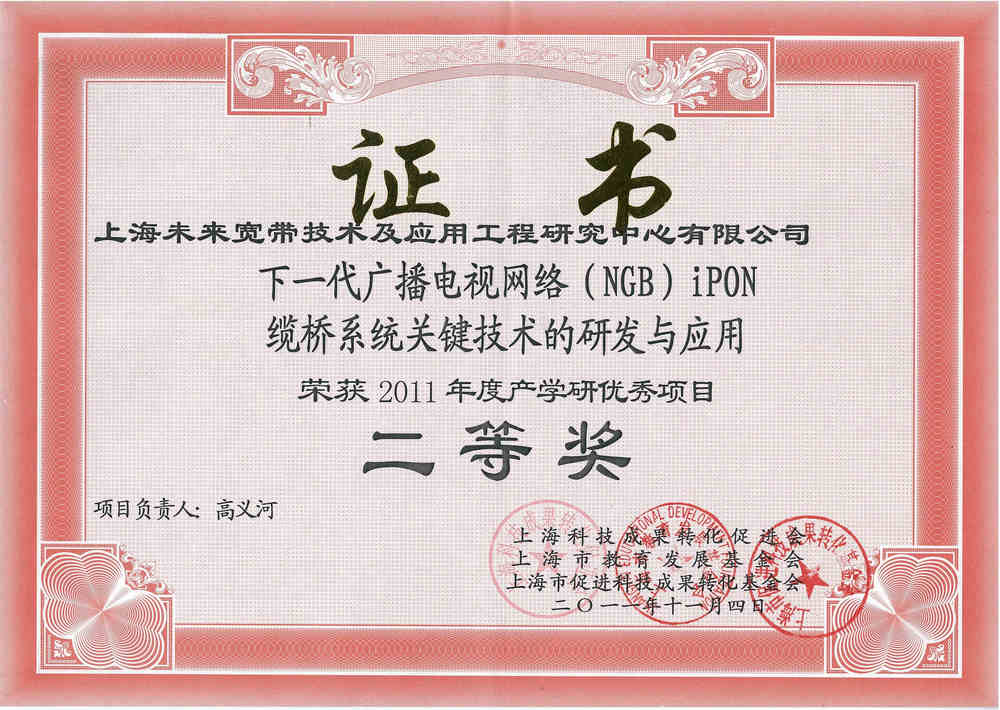 证 书
上海未来宽带技术及应用工程研究中心有限公司
下一代广播电视网络（NGB）iPON
缆桥系统关键技术的研发与应用
荣获 2011 年度产学研优秀项目
二等奖
项目负责人：高义河
上海科技成果转化促进会
上海市教育发展基金会
上海市促进科技成果转化基金会
二〇一一年十一月四日